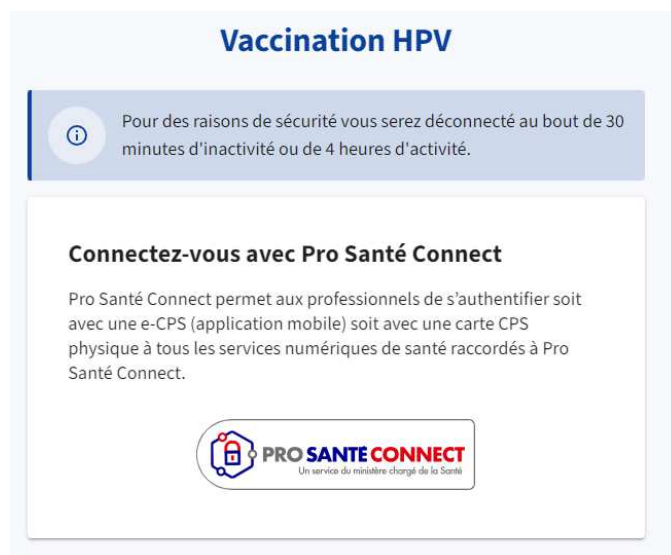 Vaccination HPV
Pour des raisons de sécurité vous serez déconnecté au bout de 30
minutes d'inactivité ou de 4 heures d'activité.
Connectez-vous avec Pro Santé Connect
Pro Santé Connect permet aux professionnels de s’authentifier soit
avec une e-CPS (application mobile) soit avec une carte CPS
physique à tous les services numériques de santé raccordés à Pro
Santé Connect.
PRO SANTÉ CONNECT
Un service du ministère chargé de la Santé